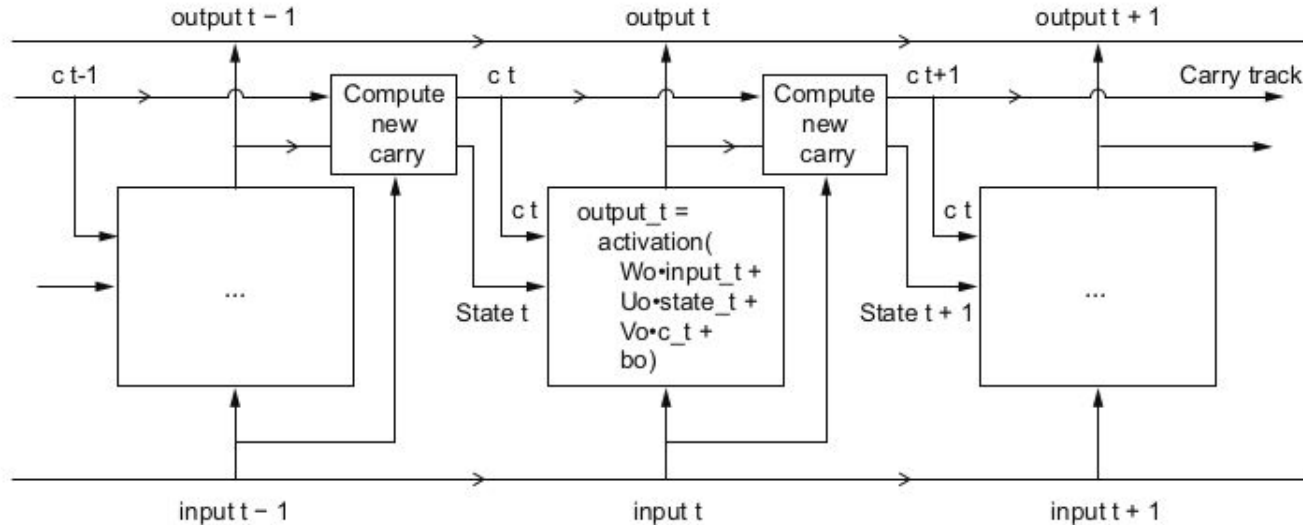 output t − 1
output t
output t + 1
c t-1
c t
c t+1
Carry track
Compute
new
carry
Compute
new
carry
c t
output_t =
activation(
Wo•input_t +
Uo•state_t +
Vo•c_t +
bo)
c t
...
...
State t
State t + 1
input t − 1
input t
input t + 1